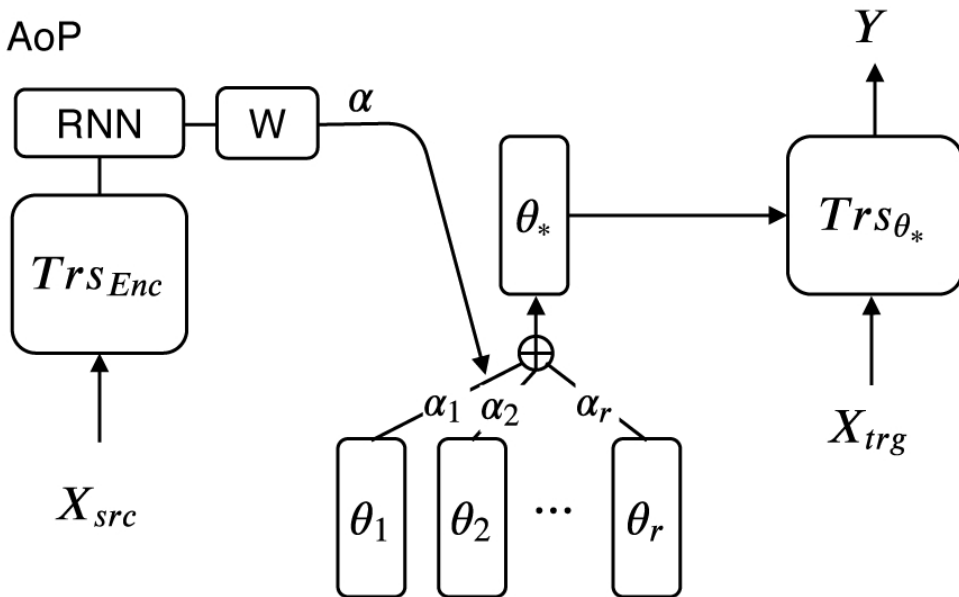 AoP
Y
RNN
W
α
θ*
Trs_θ*
Trs_Enc
α1
α2
αr
X_trg
X_src
θ1
θ2
...
θr